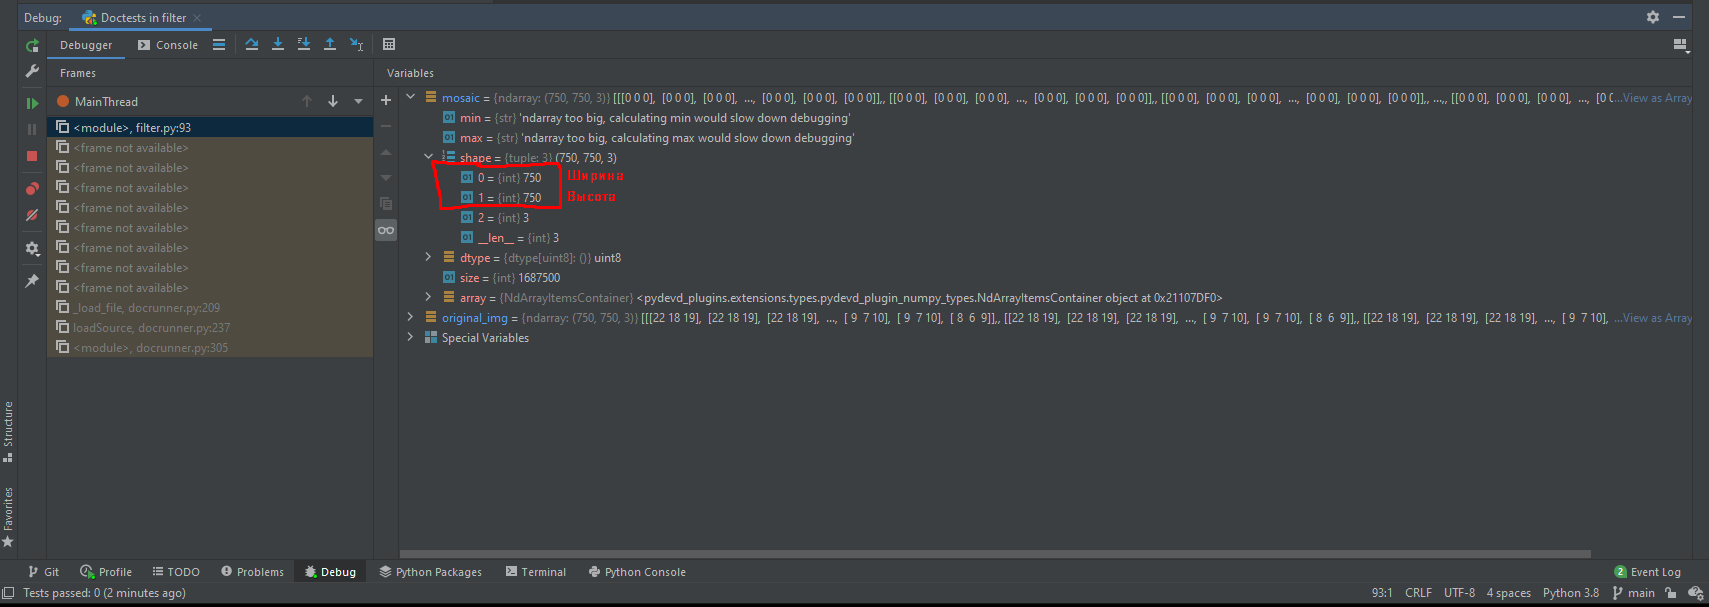 Debug: Doctests in filter
Debugger Console
Frames
Variables
MainThread
<module>, filter.py:93
<frame not available>
<frame not available>
<frame not available>
<frame not available>
<frame not available>
<frame not available>
<frame not available>
<frame not available>
_load_file, docrunner.py:209
loadSource, docrunner.py:237
<module>, docrunner.py:305
mosaic = {ndarray: (750, 750, 3)} [[[0 0 0], [0 0 0], [0 0 0], ..., [0 0 0], [0 0 0], [0 0 0]],, [[0 0 0], [0 0 0], [0 0 0], ..., [0 0 0], [0 0 0], [0 0 0]],, [[0 0 0], [0 0 0], [0 0 0], ..., [0 0 0], [0 0 0], [0 0 0]],, ...,, [[0 0 0], [0 0 0], [0 0 0], ..., [0 0 ...View as Array
min = {str} 'ndarray too big, calculating min would slow down debugging'
max = {str} 'ndarray too big, calculating max would slow down debugging'
shape = {tuple: 3} (750, 750, 3)
0 = {int} 750 Ширина
1 = {int} 750 Высота
2 = {int} 3
__len__ = {int} 3
dtype = {dtype[uint8]: ()} uint8
size = {int} 1687500
array = {NdArrayItemsContainer} <pydevd_plugins.extensions.types.pydevd_plugin_numpy_types.NdArrayItemsContainer object at 0x21107DF0>
original_img = {ndarray: (750, 750, 3)} [[[22 18 19], [22 18 19], [22 18 19], ..., [ 9 7 10], [ 9 7 10], [ 8 6 9]],, [[22 18 19], [22 18 19], [22 18 19], ..., [ 9 7 10], [ 9 7 10], [ 8 6 9]],, [[22 18 19], [22 18 19], [22 18 19], ..., [ 9 7 10], [ 9 7 10], ...View as Array
Special Variables
Structure
Favorites
Git Profile TODO Problems Debug Python Packages Terminal Python Console 2 Event Log
Tests passed: 0 (2 minutes ago) 93:1 CRLF UTF-8 4 spaces Python 3.8 main